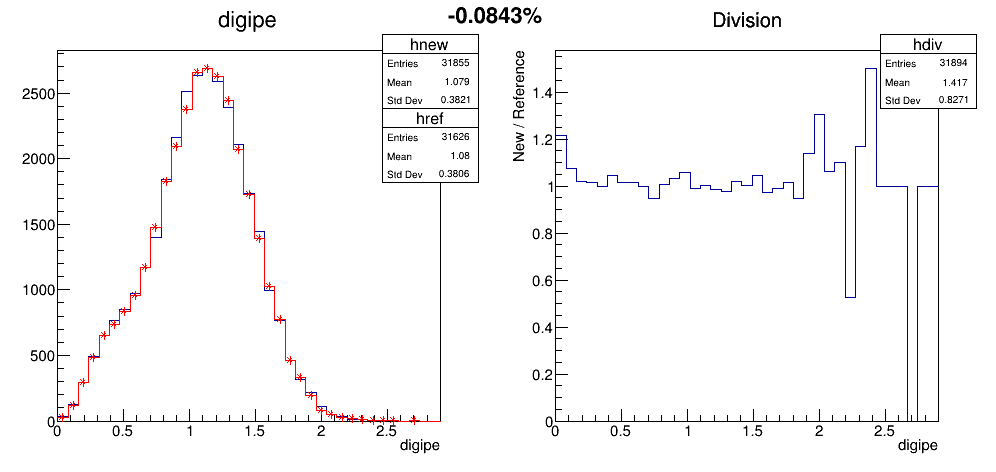 digipe
-0.0843%
Division
hnew
Entries 31855
Mean 1.079
Std Dev 0.3821
href
Entries 31626
Mean 1.08
Std Dev 0.3806
2500
2000
1500
1000
500
0
0 0.5 1 1.5 2 2.5
digipe
hdiv
Entries 31894
Mean 1.417
Std Dev 0.8271
New / Reference
1.4
1.2
1
0.8
0.6
0.4
0.2
0
0 0.5 1 1.5 2 2.5
digipe